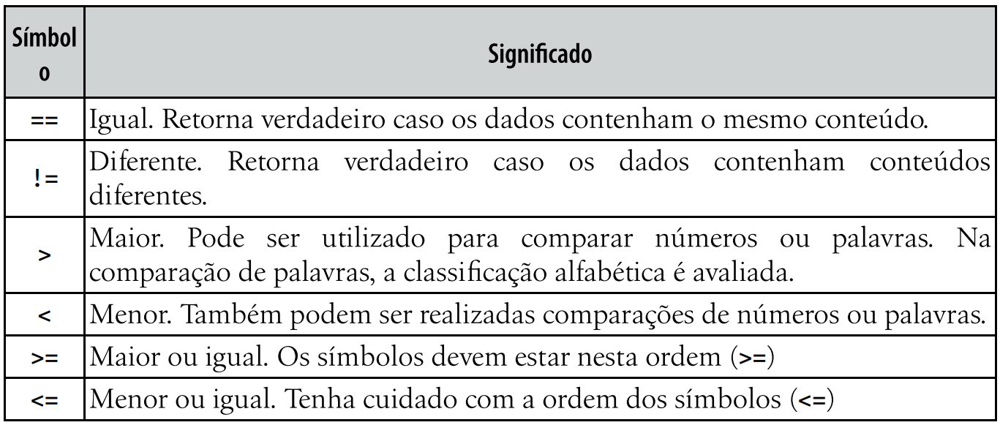 Símbol
o
Significado
== Igual. Retorna verdadeiro caso os dados contenham o mesmo conteúdo.
!= Diferente. Retorna verdadeiro caso os dados contenham conteúdos
diferentes.
> Maior. Pode ser utilizado para comparar números ou palavras. Na
comparação de palavras, a classificação alfabética é avaliada.
< Menor. Também podem ser realizadas comparações de números ou palavras.
>= Maior ou igual. Os símbolos devem estar nesta ordem (>=)
<= Menor ou igual. Tenha cuidado com a ordem dos símbolos (<=)